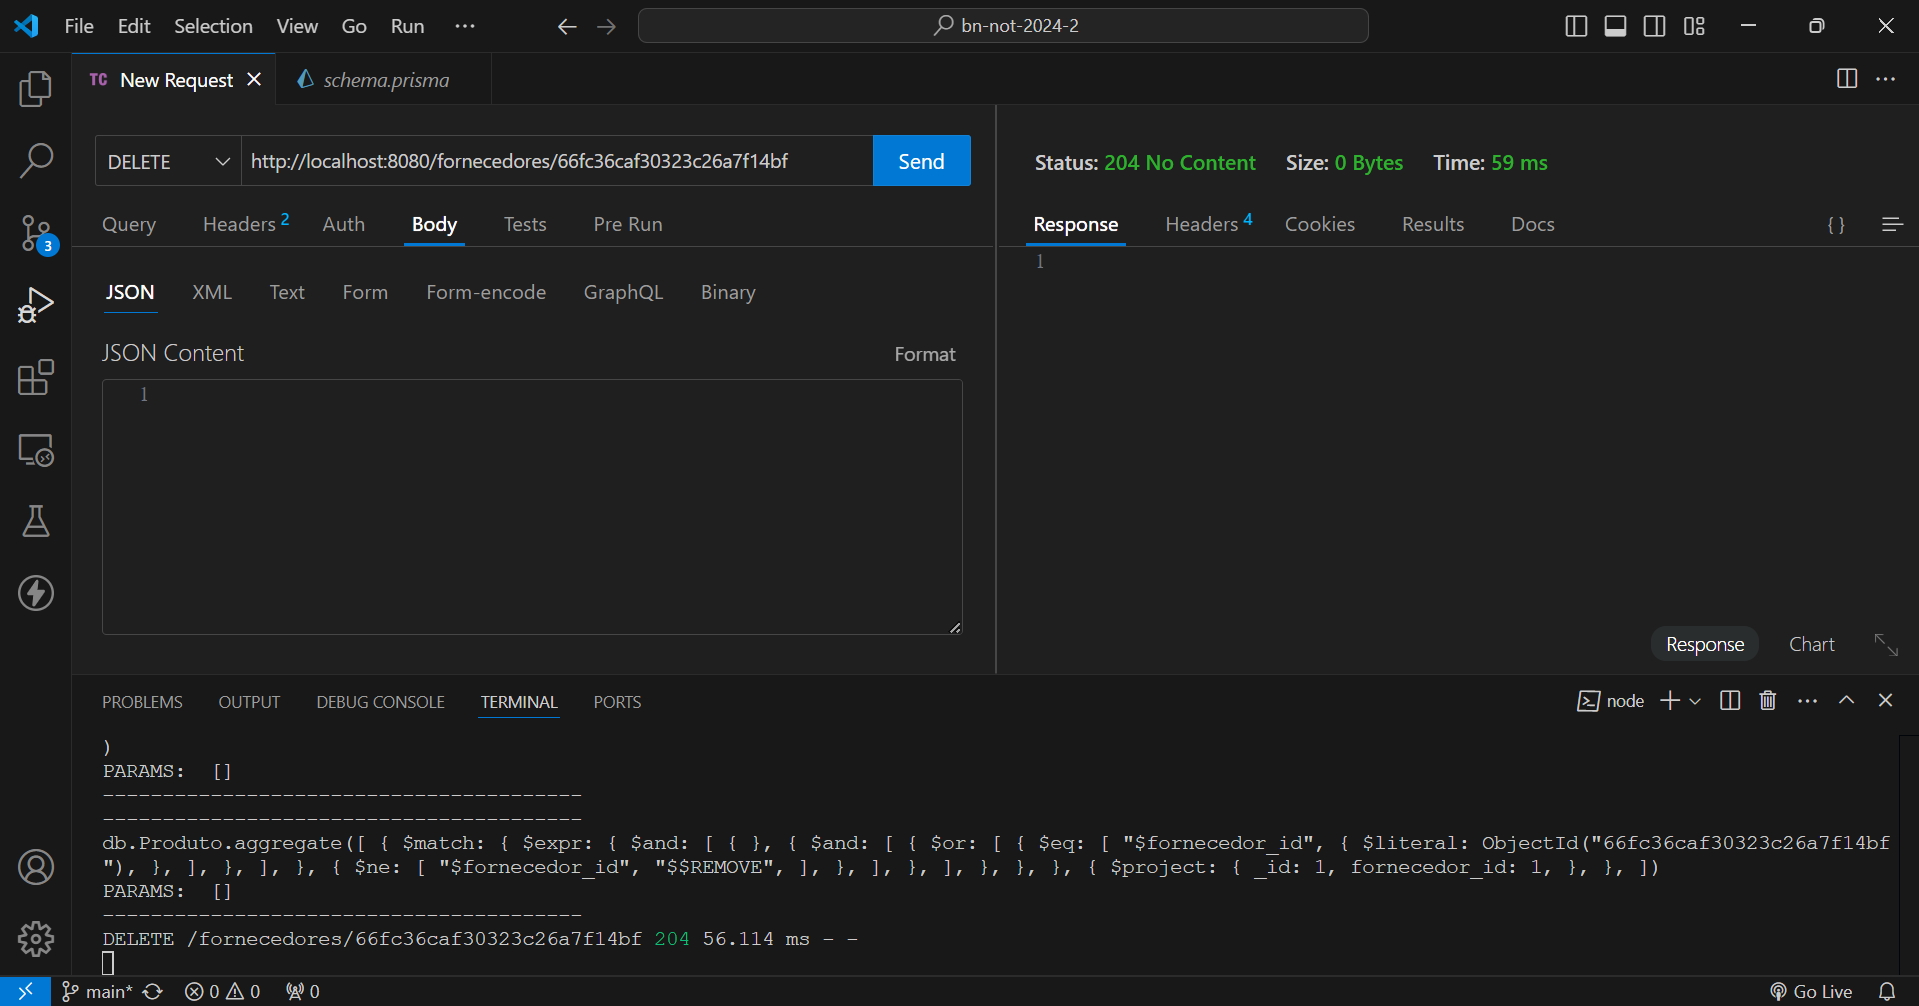 File Edit Selection View Go Run ··· bn-not-2024-2
TC New Request schema.prisma
DELETE http://localhost:8080/fornecedores/66fc36caf30323c26a7f14bf Send
Status: 204 No Content Size: 0 Bytes Time: 59 ms
Query Headers 2 Auth Body Tests Pre Run
Response Headers 4 Cookies Results Docs { }
1
3
JSON XML Text Form Form-encode GraphQL Binary
JSON Content Format
1
Response Chart
PROBLEMS OUTPUT DEBUG CONSOLE TERMINAL PORTS node
)
PARAMS: []
----------------------------------------
----------------------------------------
db.Produto.aggregate([ { $match: { $expr: { $and: [ { }, { $and: [ { $or: [ { $eq: [ "$fornecedor_id", { $literal: ObjectId("66fc36caf30323c26a7f14bf
"), }, ], }, ], }, { $ne: [ "$fornecedor_id", "$$REMOVE", ], }, ], }, ], }, }, }, { $project: { _id: 1, fornecedor_id: 1, }, }, ])
PARAMS: []
----------------------------------------
DELETE /fornecedores/66fc36caf30323c26a7f14bf 204 56.114 ms - -
main* 0 0 0 Go Live